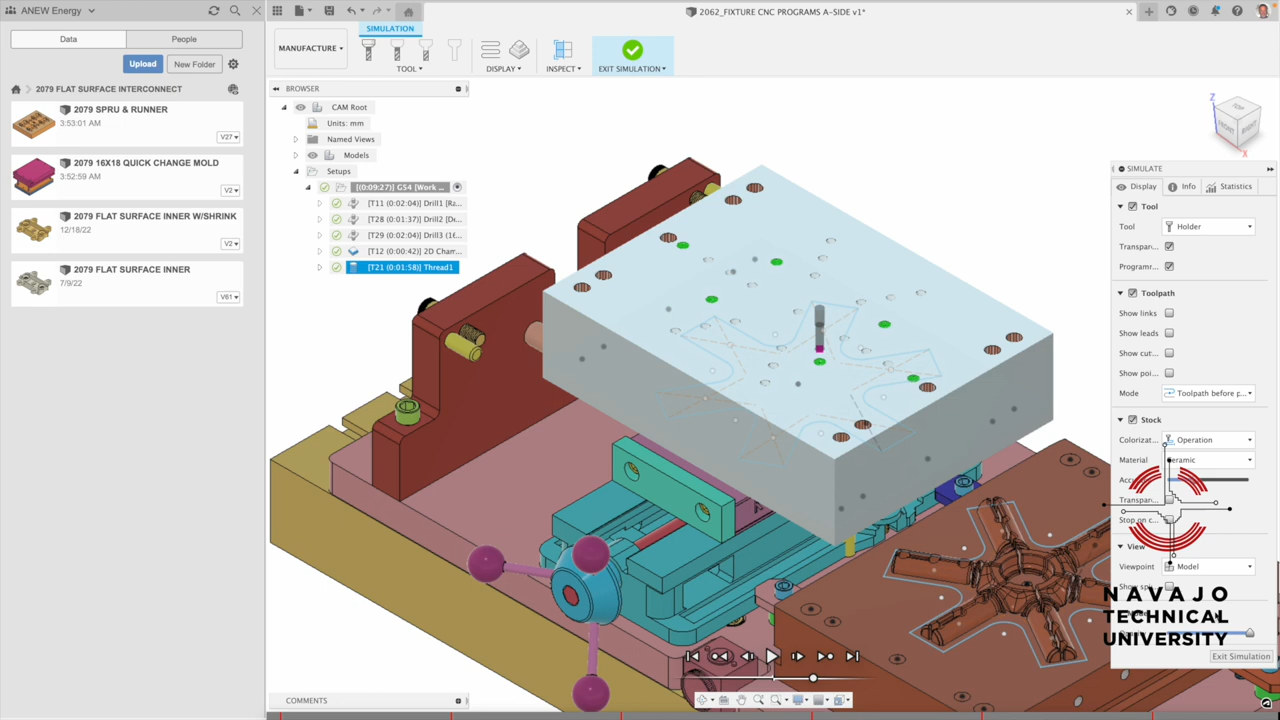 ANEW Energy
Data
People
Upload
New Folder
2079 FLAT SURFACE INTERCONNECT
2079 SPRU & RUNNER
3:53:01 AM
V27
2079 16X18 QUICK CHANGE MOLD
3:52:59 AM
V2
2079 FLAT SURFACE INNER W/SHRINK
12/18/22
V2
2079 FLAT SURFACE INNER
7/9/22
V61
2062_FIXTURE CNC PROGRAMS A-SIDE v1*
MANUFACTURE
SIMULATION
TOOL
DISPLAY
INSPECT
EXIT SIMULATION
BROWSER
CAM Root
Units: mm
Named Views
Models
Setups
[(0:09:27)] G54 [Work ...
[T11 (0:02:04) Drill1 [Ra...
[T28 (0:01:37) Drill2 [De...
[T29 (0:02:04) Drill3 (1(...
[T12 (0:00:42) 2D Cham...
[T21 (0:01:58)] Thread1
Z
TOP
FRONT
RIGHT
X
SIMULATE
Display
Info
Statistics
Tool
Tool
Holder
Transpar...
Programr...
Toolpath
Show links
Show leads
Show cut...
Show poi...
Mode
Toolpath before p...
Stock
Colorizat...
Operation
Material
Ceramic
Transpar...
Stop on c...
View
Viewpoint
Model
NAVAJO
TECHNICAL
UNIVERSITY
Exit Simulation
COMMENTS